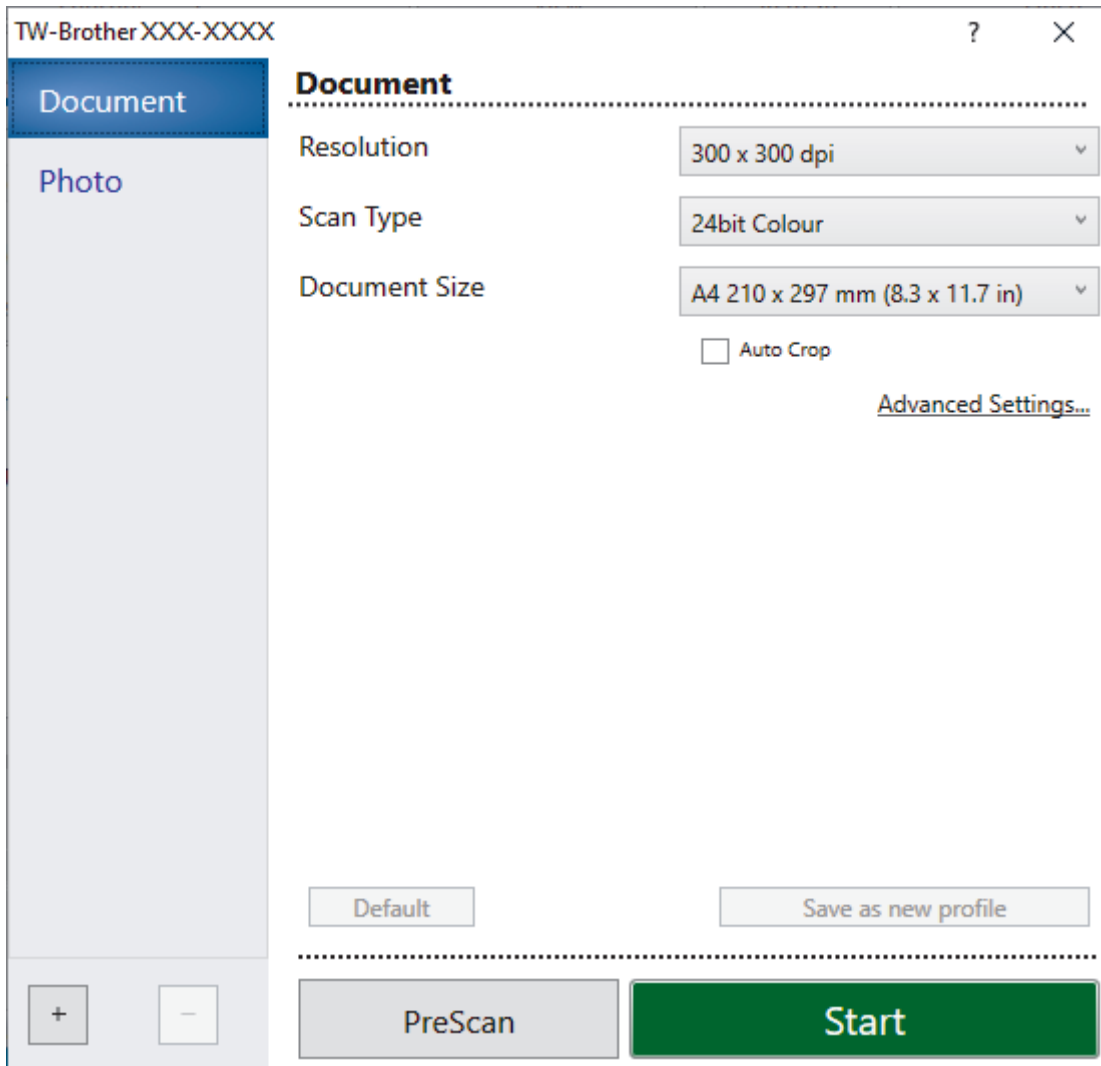 TW-Brother XXX-XXXX ?
Document
Photo
Document
Resolution 300 x 300 dpi
Scan Type 24bit Colour
Document Size A4 210 x 297 mm (8.3 x 11.7 in)
Auto Crop
Advanced Settings...
Default Save as new profile
+ −
PreScan Start